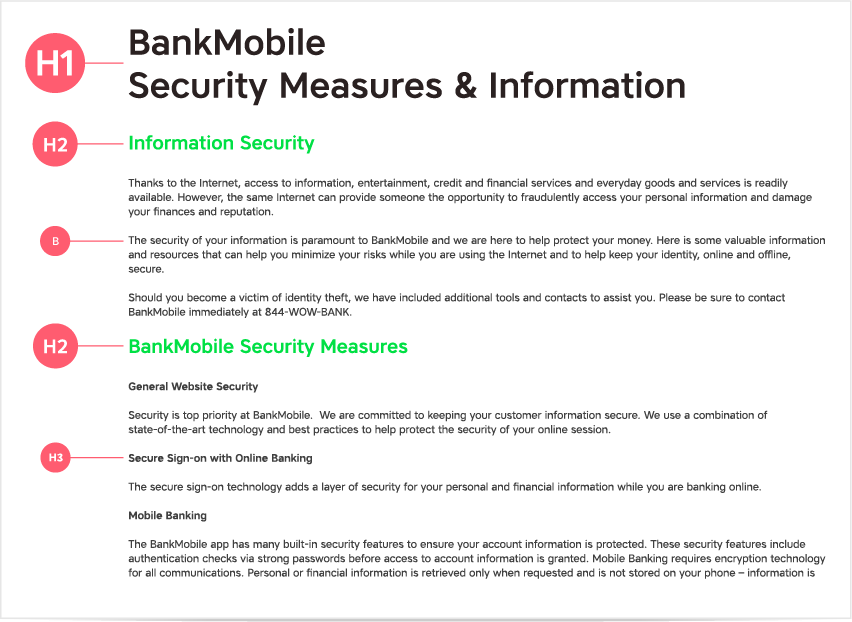 H1
BankMobile
Security Measures & Information
H2
Information Security
Thanks to the Internet, access to information, entertainment, credit and financial services and everyday goods and services is readily
available. However, the same Internet can provide someone the opportunity to fraudulently access your personal information and damage
your finances and reputation.
B
The security of your information is paramount to BankMobile and we are here to help protect your money. Here is some valuable information
and resources that can help you minimize your risks while you are using the Internet and to help keep your identity, online and offline,
secure.
Should you become a victim of identity theft, we have included additional tools and contacts to assist you. Please be sure to contact
BankMobile immediately at 844-WOW-BANK.
H2
BankMobile Security Measures
General Website Security
Security is top priority at BankMobile.  We are committed to keeping your customer information secure. We use a combination of
state-of-the-art technology and best practices to help protect the security of your online session.
H3
Secure Sign-on with Online Banking
The secure sign-on technology adds a layer of security for your personal and financial information while you are banking online.
Mobile Banking
The BankMobile app has many built-in security features to ensure your account information is protected. These security features include
authentication checks via strong passwords before access to account information is granted. Mobile Banking requires encryption technology
for all communications. Personal or financial information is retrieved only when requested and is not stored on your phone – information is